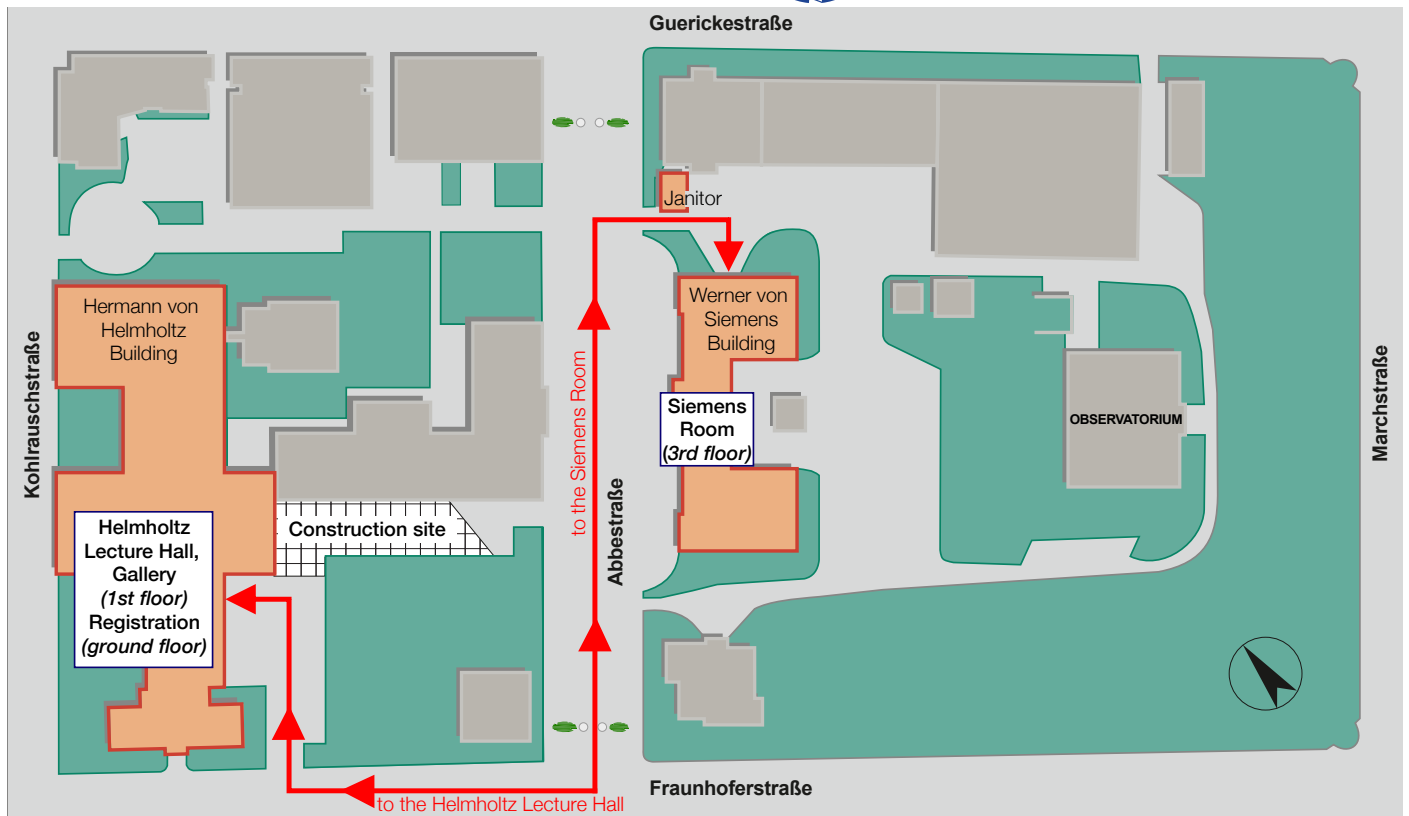 Guerickestraße
Janitor
Hermann von
Helmholtz
Building
Werner von
Siemens
Building
Kohlrauschstraße
to the Siemens Room
Siemens
Room
(3rd floor)
OBSERVATORIUM
Marchstraße
Helmholtz
Lecture Hall,
Gallery
(1st floor)
Registration
(ground floor)
Construction site
Abbestraße
to the Helmholtz Lecture Hall
Fraunhoferstraße